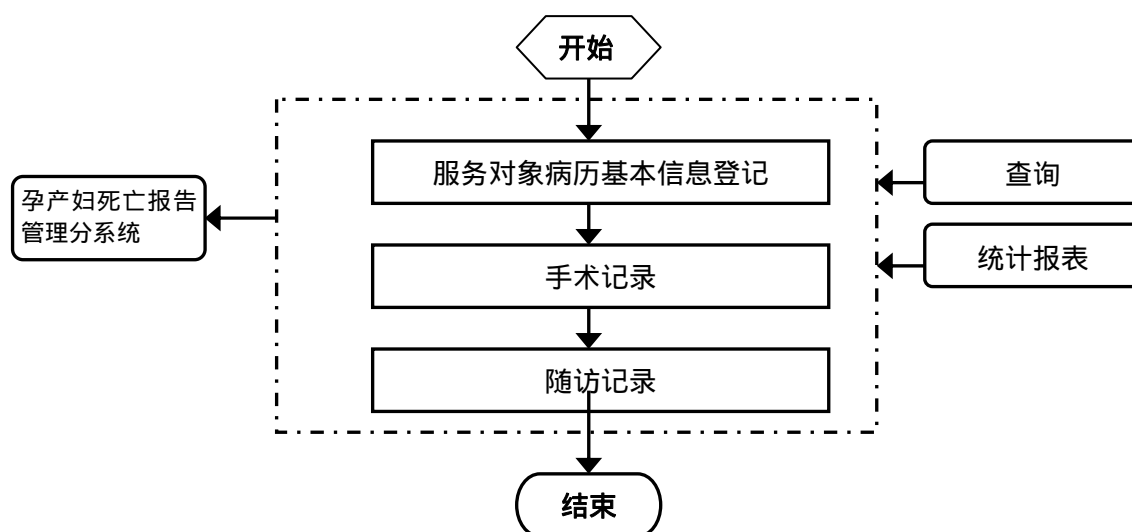 开始
服务对象病历基本信息登记
查询
孕产妇死亡报告
管理分系统
统计报表
手术记录
随访记录
结束